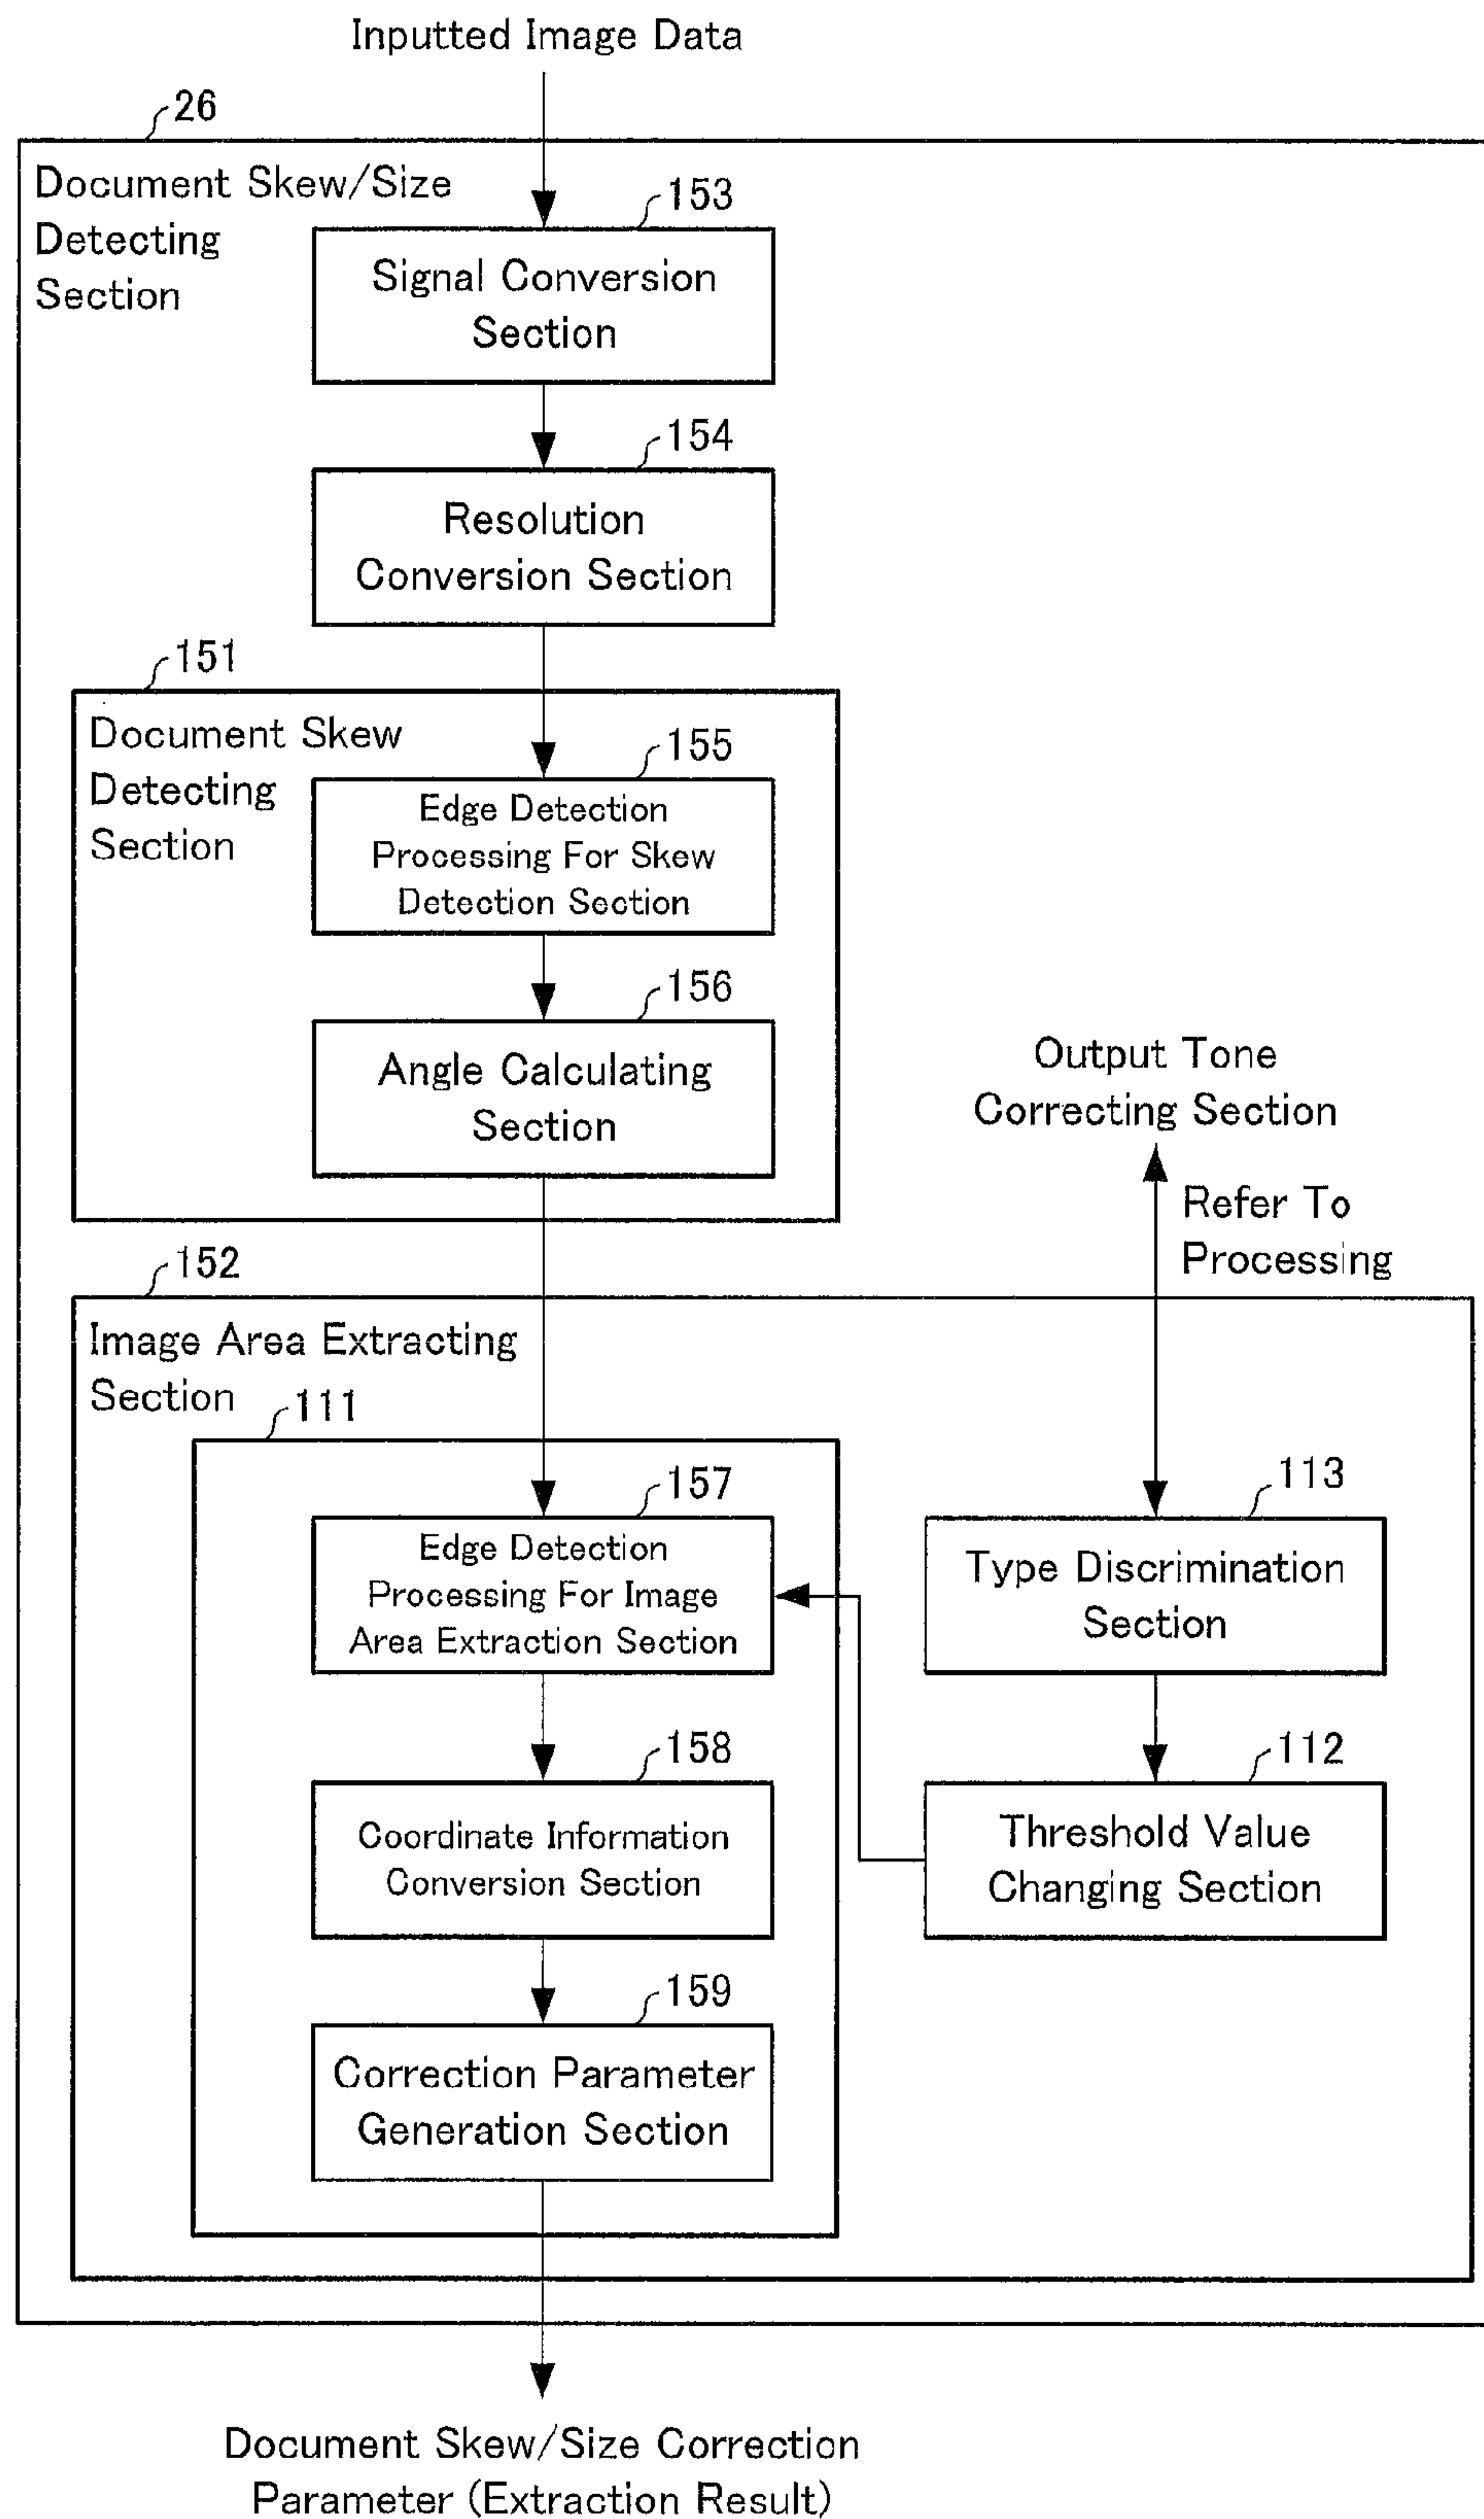 Inputted Image Data
26
Document Skew/Size
Detecting
Section
153
Signal Conversion
Section
154
Resolution
Conversion Section
151
Document Skew
Detecting
Section
155
Edge Detection
Processing For Skew
Detection Section
156
Angle Calculating
Section
Output Tone
Correcting Section
Refer To
Processing
152
Image Area Extracting
Section
111
157
Edge Detection
Processing For Image
Area Extraction Section
113
Type Discrimination
Section
158
Coordinate Information
Conversion Section
112
Threshold Value
Changing Section
159
Correction Parameter
Generation Section
Document Skew/Size Correction
Parameter (Extraction Result)